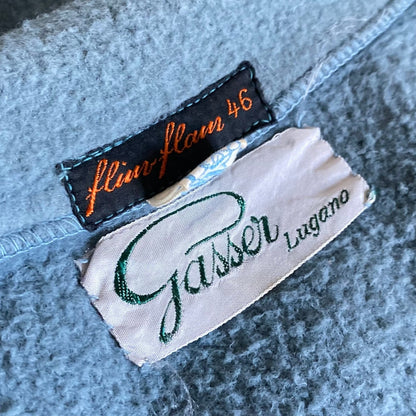 flim-flam 46
Gasser
Lugano